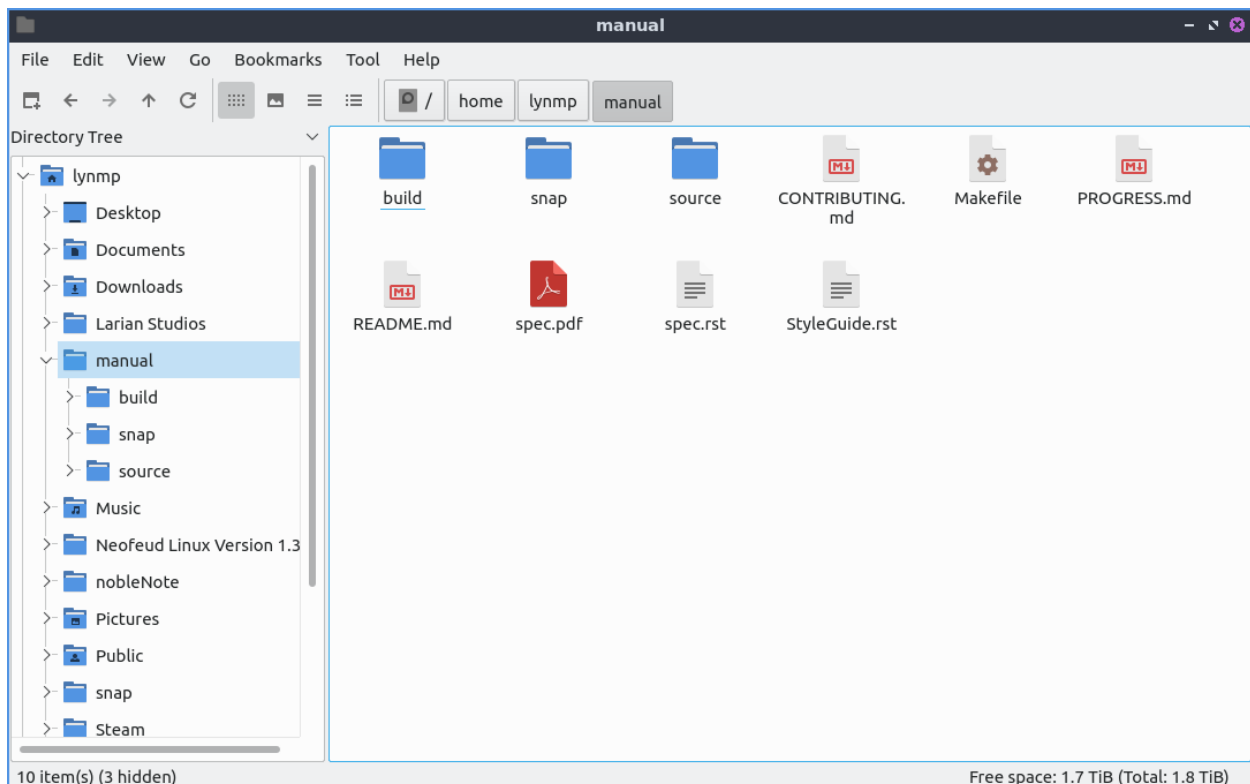 manual
File Edit View Go Bookmarks Tool Help
/ home lynmp manual
Directory Tree
lynmp
Desktop
Documents
Downloads
Larian Studios
manual
build
snap
source
Music
Neofeud Linux Version 1.3
nobleNote
Pictures
Public
snap
Steam
build snap source CONTRIBUTING. Makefile PROGRESS.md
md
README.md spec.pdf spec.rst StyleGuide.rst
10 item(s) (3 hidden) Free space: 1.7 TiB (Total: 1.8 TiB)